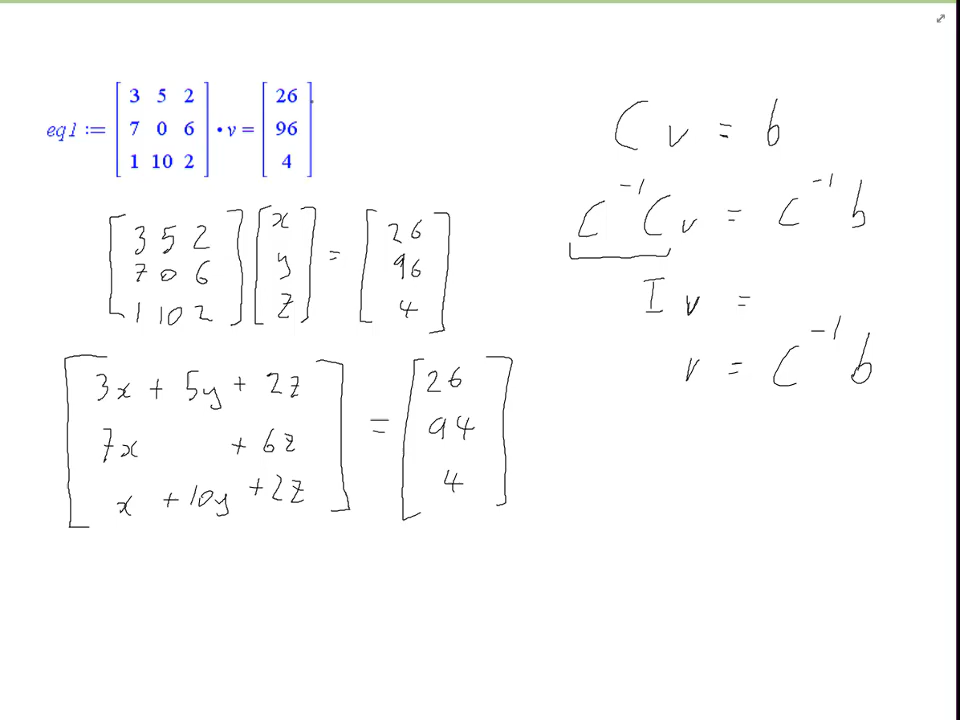 eq1 := [3 5 2; 7 0 6; 1 10 2] • v = [26; 96; 4]
[3 5 2; 7 0 6; 1 10 2] [x; y; z] = [26; 96; 4]
[3x + 5y + 2z; 7x + 6z; x + 10y + 2z] = [26; 94; 4]
C v = b
C⁻¹ C v = C⁻¹ b
I v =
v = C⁻¹ b